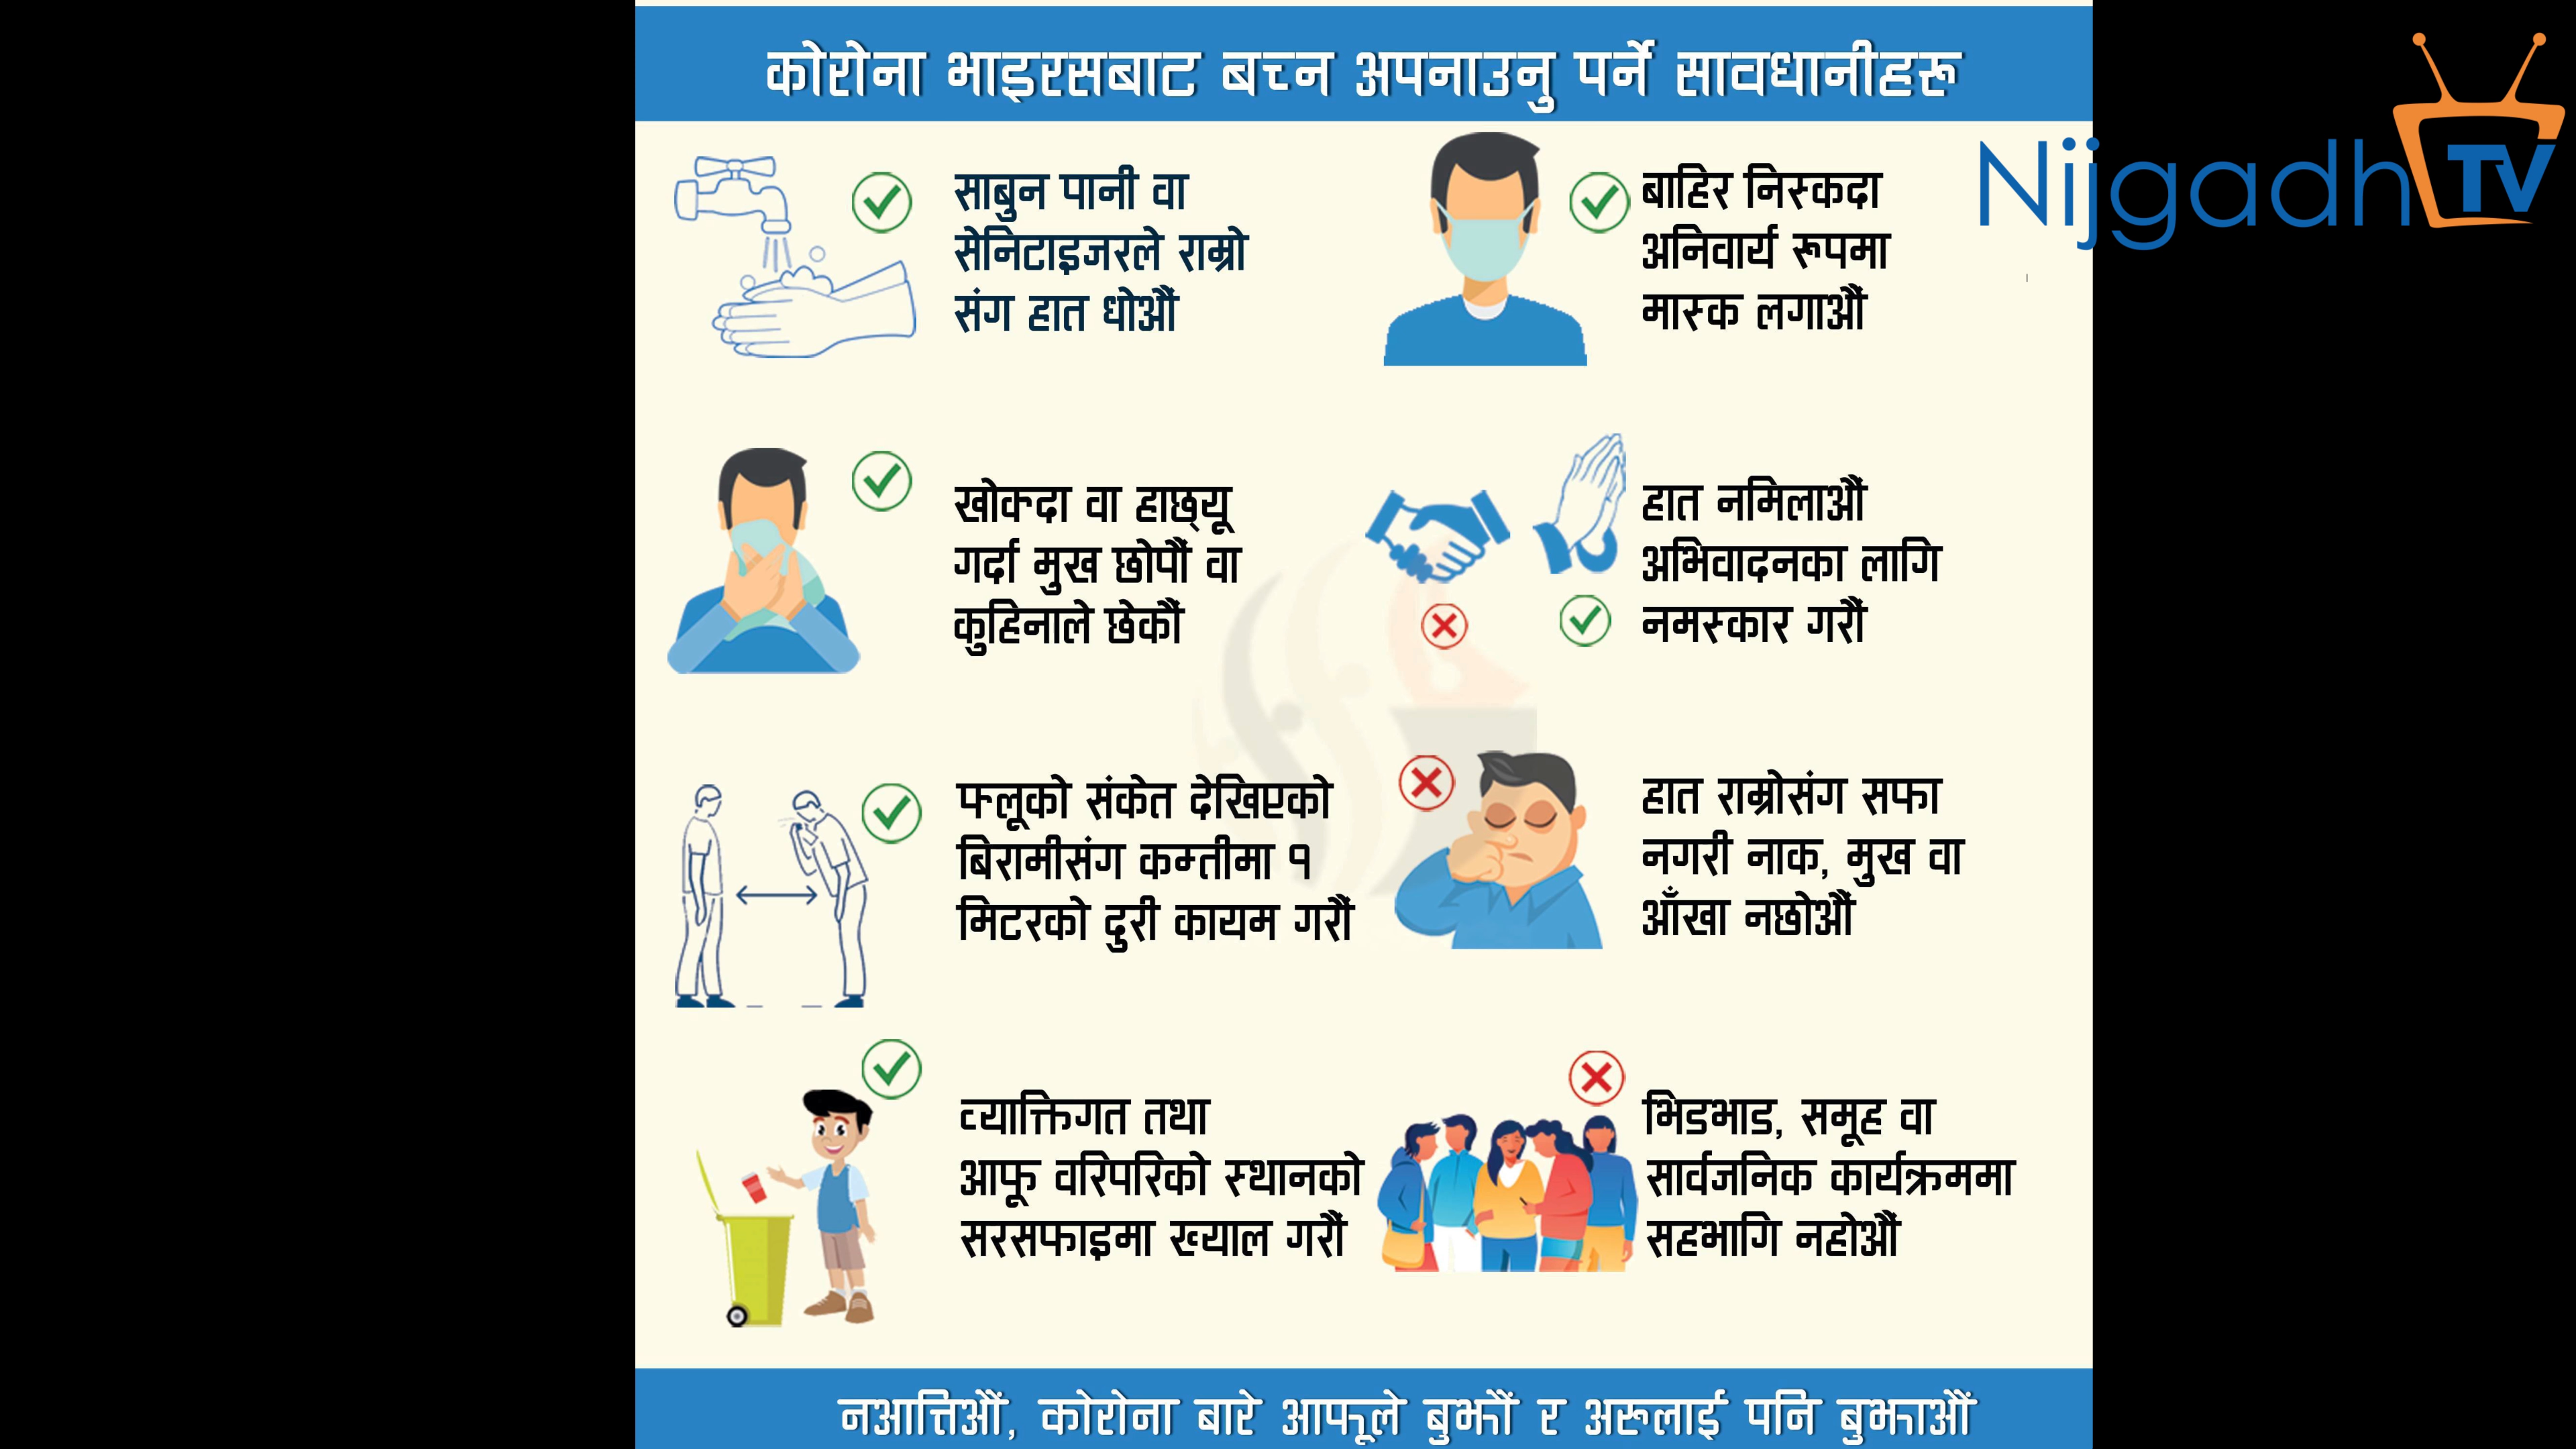 कोरोना भाइरसबाट बच्न अपनाउनु पर्ने सावधानीहरू
Nijgadh TV
साबुन पानी वा
सेनिटाइजरले राम्रो
संग हात धोऔं
बाहिर निस्कदा
अनिवार्य रूपमा
मास्क लगाऔं
खोक्दा वा हाछ्यू
गर्दा मुख छोपौं वा
कुहिनाले छेकौं
हात नमिलाऔं
अभिवादनका लागि
नमस्कार गरौं
फ्लूको संकेत देखिएको
बिरामीसंग कम्तीमा १
मिटरको दुरी कायम गरौं
हात राम्रोसंग सफा
नगरी नाक, मुख वा
आँखा नछोऔं
व्याक्तिगत तथा
आफू वरिपरिको स्थानको
सरसफाइमा ख्याल गरौं
भिडभाड, समूह वा
सार्वजनिक कार्यक्रममा
सहभागि नहोऔं
नआत्तिऔं, कोरोना बारे आफूले बुझौं र अरूलाई पनि बुझाऔं